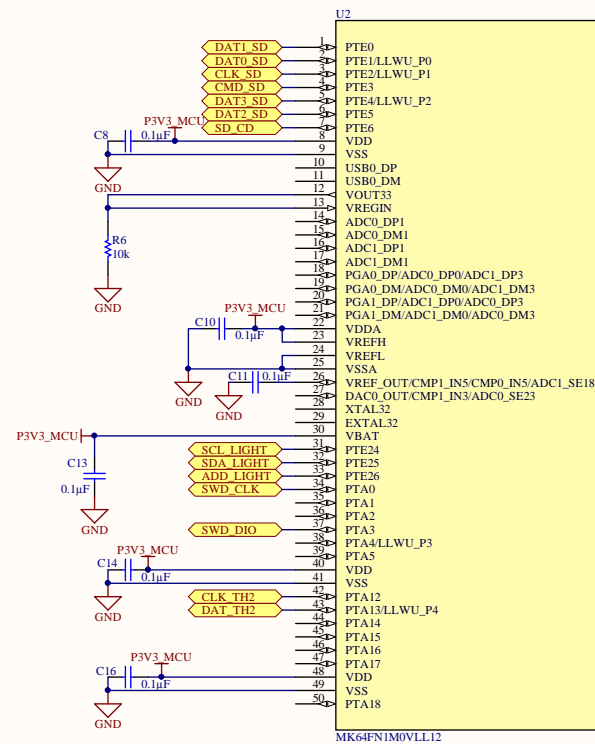 U2
DAT1_SD 1 PTE0
DAT0_SD 2 PTE1/LLWU_P0
CLK_SD 3 PTE2/LLWU_P1
CMD_SD 4 PTE3
DAT3_SD 5 PTE4/LLWU_P2
DAT2_SD 6 PTE5
P3V3_MCU SD_CD 7 PTE6
C8 0.1µF 8 VDD
9 VSS
10 USB0_DP
11 USB0_DM
GND
12 VOUT33
13 VREGIN
14 ADC0_DP1
15 ADC0_DM1
R6
16 ADC1_DP1
10k
17 ADC1_DM1
18 PGA0_DP/ADC0_DP0/ADC1_DP3
19 PGA0_DM/ADC0_DM0/ADC1_DM3
20 PGA1_DP/ADC1_DP0/ADC0_DP3
GND P3V3_MCU
21 PGA1_DM/ADC1_DM0/ADC0_DM3
C10 22 VDDA
0.1µF 23 VREFH
24 VREFL
25 VSSA
C11 0.1µF 26 VREF_OUT/CMP1_IN5/CMP0_IN5/ADC1_SE18
27 DAC0_OUT/CMP1_IN3/ADC0_SE23
GND
28 XTAL32
GND
29 EXTAL32
P3V3_MCU 30 VBAT
SCL_LIGHT 31 PTE24
C13 SDA_LIGHT 32 PTE25
ADD_LIGHT 33 PTE26
0.1µF SWD_CLK 34 PTA0
35 PTA1
36 PTA2
GND SWD_DIO 37 PTA3
38 PTA4/LLWU_P3
P3V3_MCU
39 PTA5
C14 40 VDD
0.1µF
41 VSS
CLK_TH2 42 PTA12
DAT_TH2 43 PTA13/LLWU_P4
GND
44 PTA14
45 PTA15
46 PTA16
P3V3_MCU
47 PTA17
C16 48 VDD
0.1µF
49 VSS
50 PTA18
GND
MK64FN1M0VLL12